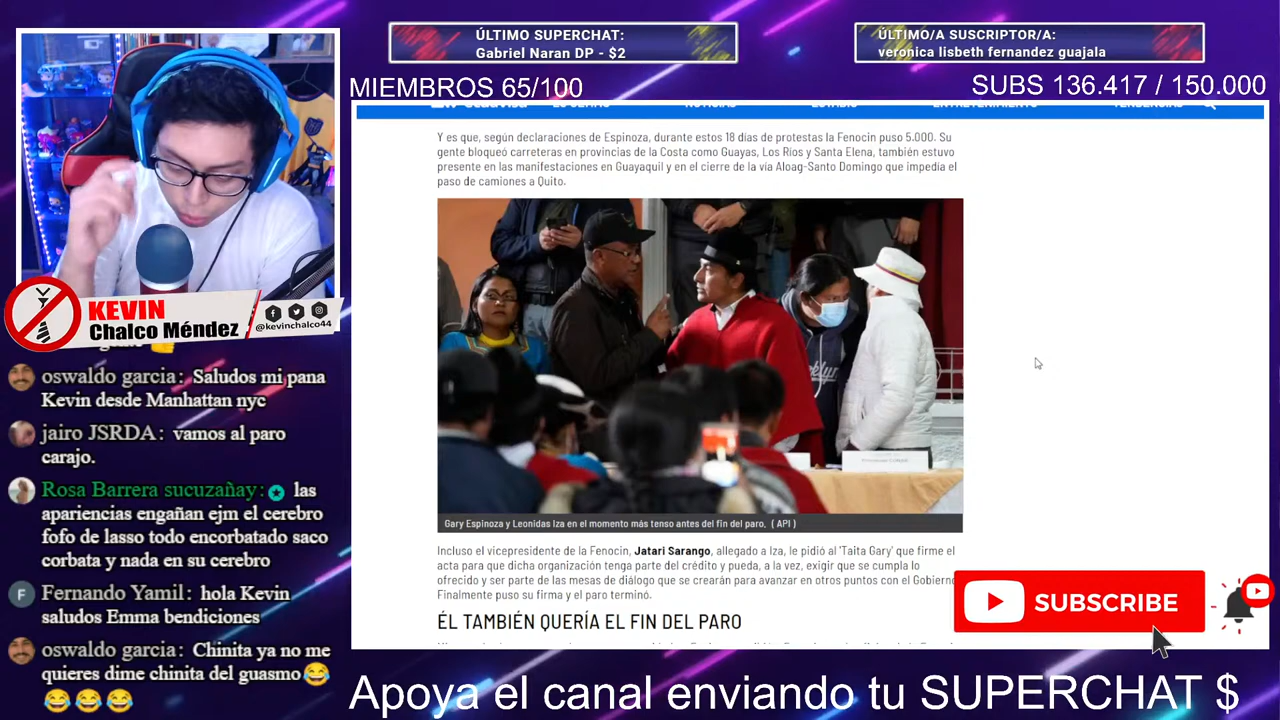 ÚLTIMO SUPERCHAT:
Gabriel Naran DP - $2
ÚLTIMO/A SUSCRIPTOR/A:
veronica lisbeth fernandez guajala
MIEMBROS 65/100
SUBS 136.417 / 150.000
KEVIN
Chalco Méndez
@kevinchalco44
oswaldo garcia: Saludos mi pana
Kevin desde Manhattan nyc
jairo JSRDA: vamos al paro
carajo.
Rosa Barrera sucuzañay: las
apariencias engañan ejm el cerebro
fofo de lasso todo encorbatado saco
corbata y nada en su cerebro
Fernando Yamil: hola Kevin
saludos Emma bendiciones
oswaldo garcia: Chinita ya no me
quieres dime chinita del guasmo😂
😂😂😂
Y es que, según declaraciones de Espinoza, durante estos 18 días de protestas la Fenocin puso 5.000. Su
gente bloqueó carreteras en provincias de la Costa como Guayas, Los Ríos y Santa Elena, también estuvo
presente en las manifestaciones en Guayaquil y en el cierre de la vía Aloag-Santo Domingo que impedía el
paso de camiones a Quito.
Gary Espinoza y Leonidas Iza en el momento más tenso antes del fin del paro. ( API )
Incluso el vicepresidente de la Fenocin, Jatari Sarango, allegado a Iza, le pidió al 'Taita Gary' que firme el
acta para que dicha organización tenga parte del crédito y pueda, a la vez, exigir que se cumpla lo
ofrecido y ser parte de las mesas de diálogo que se crearán para avanzar en otros puntos con el Gobierno
Finalmente puso su firma y el paro terminó.
ÉL TAMBIÉN QUERÍA EL FIN DEL PARO
SUBSCRIBE
Apoya el canal enviando tu SUPERCHAT $